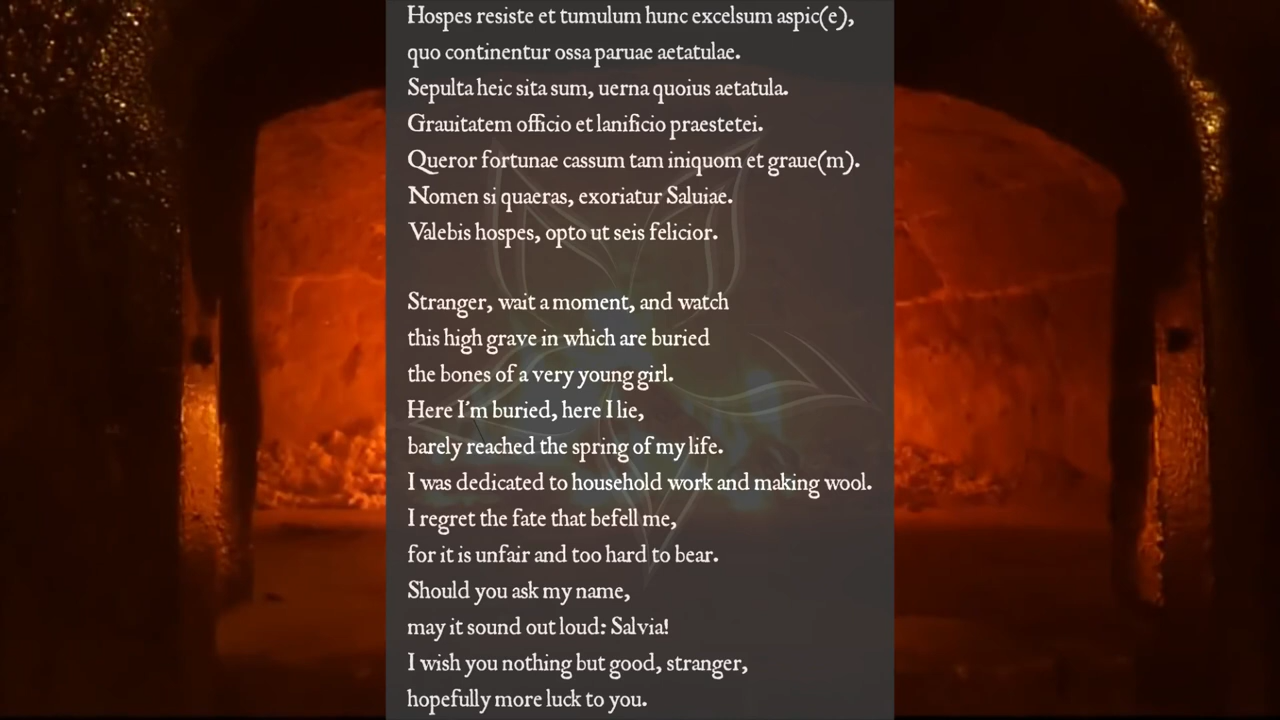 Hospes resiste et tumulum hunc excelsum aspic(e),
quo continentur ossa paruae aetatulae.
Sepulta heic sita sum, uerna quoius aetatula.
Grauitatem officio et lanificio praestetei.
Queror fortunae cassum tam iniquom et graue(m).
Nomen si quaeras, exoriatur Saluiae.
Valebis hospes, opto ut seis felicior.
Stranger, wait a moment, and watch
this high grave in which are buried
the bones of a very young girl.
Here I'm buried, here I lie,
barely reached the spring of my life.
I was dedicated to household work and making wool.
I regret the fate that befell me,
for it is unfair and too hard to bear.
Should you ask my name,
may it sound out loud: Salvia!
I wish you nothing but good, stranger,
hopefully more luck to you.